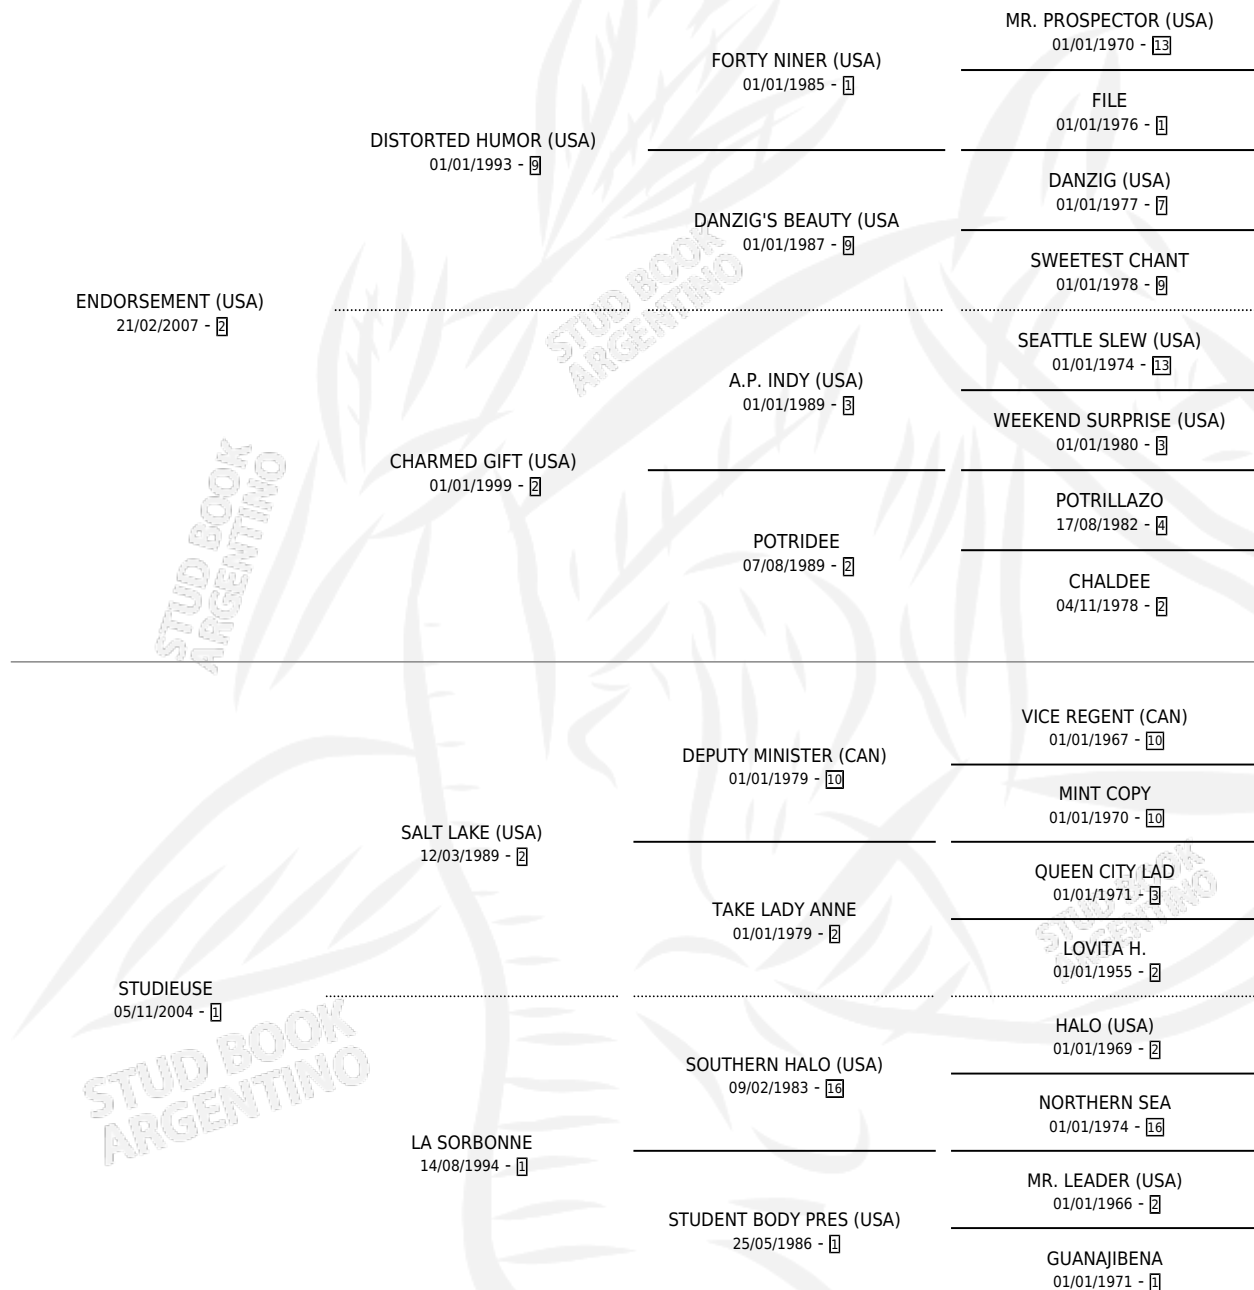 MR. PROSPECTOR (USA)
01/01/1970 - 13
FORTY NINER (USA)
01/01/1985 - 1
FILE
01/01/1976 - 1
DISTORTED HUMOR (USA)
01/01/1993 - 9
DANZIG (USA)
01/01/1977 - 7
DANZIG'S BEAUTY (USA
01/01/1987 - 9
SWEETEST CHANT
01/01/1978 - 9
ENDORSEMENT (USA)
21/02/2007 - 2
SEATTLE SLEW (USA)
01/01/1974 - 13
A.P. INDY (USA)
01/01/1989 - 3
WEEKEND SURPRISE (USA)
01/01/1980 - 3
CHARMED GIFT (USA)
01/01/1999 - 2
POTRILLAZO
17/08/1982 - 4
POTRIDEE
07/08/1989 - 2
CHALDEE
04/11/1978 - 2
VICE REGENT (CAN)
01/01/1967 - 10
DEPUTY MINISTER (CAN)
01/01/1979 - 10
MINT COPY
01/01/1970 - 10
SALT LAKE (USA)
12/03/1989 - 2
QUEEN CITY LAD
01/01/1971 - 3
TAKE LADY ANNE
01/01/1979 - 2
LOVITA H.
01/01/1955 - 2
STUDIEUSE
05/11/2004 - 1
HALO (USA)
01/01/1969 - 2
SOUTHERN HALO (USA)
09/02/1983 - 16
NORTHERN SEA
01/01/1974 - 16
LA SORBONNE
14/08/1994 - 1
MR. LEADER (USA)
01/01/1966 - 2
STUDENT BODY PRES (USA)
25/05/1986 - 1
GUANAJIBENA
01/01/1971 - 1
STUD BOOK
ARGENTINO
STUD BOOK
ARGENTINO
STUD BOOK
ARGENTINO
STUD BOOK
ARGENTINO